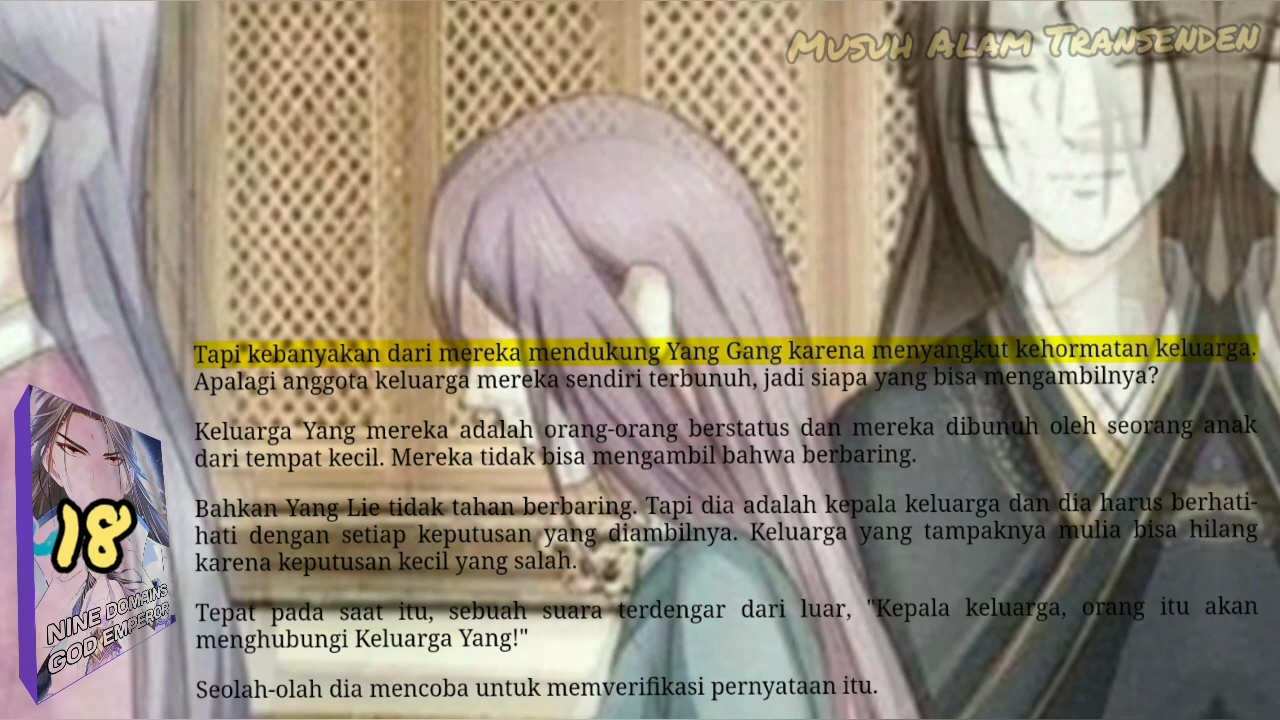 Musuh Alam Transenden
Tapi kebanyakan dari mereka mendukung Yang Gang karena menyangkut kehormatan keluarga.
Apalagi anggota keluarga mereka sendiri terbunuh, jadi siapa yang bisa mengambilnya?
Keluarga Yang mereka adalah orang-orang berstatus dan mereka dibunuh oleh seorang anak
dari tempat kecil. Mereka tidak bisa mengambil bahwa berbaring.
Bahkan Yang Lie tidak tahan berbaring. Tapi dia adalah kepala keluarga dan dia harus berhati-
hati dengan setiap keputusan yang diambilnya. Keluarga yang tampaknya mulia bisa hilang
karena keputusan kecil yang salah.
Tepat pada saat itu, sebuah suara terdengar dari luar, "Kepala keluarga, orang itu akan
menghubungi Keluarga Yang!"
Seolah-olah dia mencoba untuk memverifikasi pernyataan itu.
18
NINE DOMAINS
GOD EMPEROR